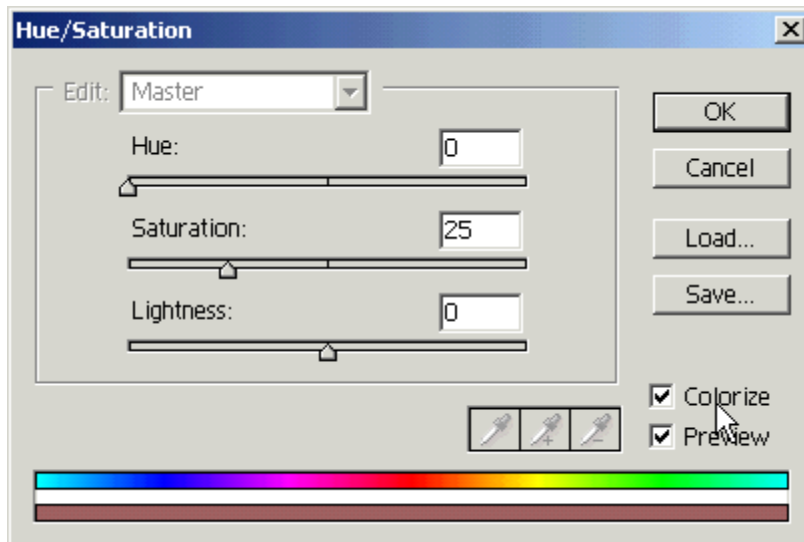 Hue/Saturation
Edit: Master
OK
Hue: 0
Cancel
Saturation: 25
Load...
Save...
Lightness: 0
Colorize
Preview